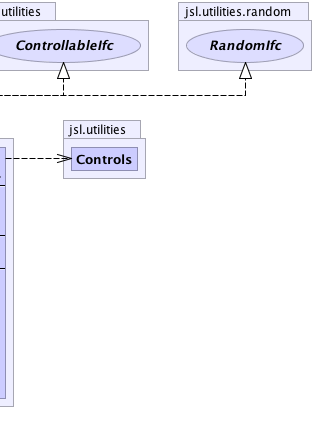 utilities
jsl.utilities.random
ControllableIfc
RandomIfc
jsl.utilities
Controls